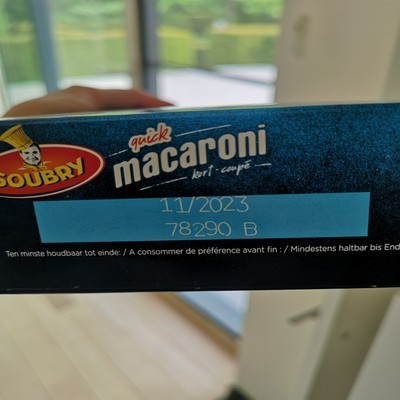 SOUBRY
quick
macaroni
kort - coupé
11/2023
78290 B
Ten minste houdbaar tot einde: / A consommer de préférence avant fin : / Mindestens haltbar bis End